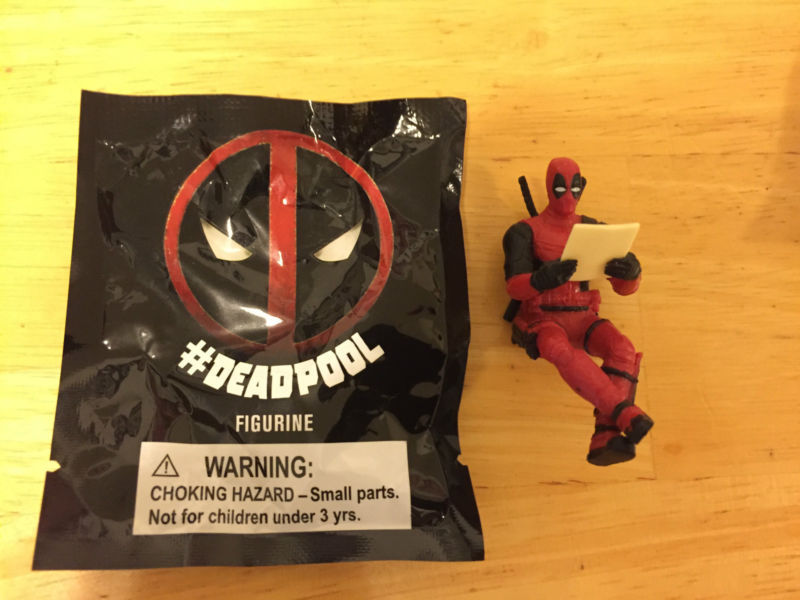 #DEADPOOL
FIGURINE
WARNING:
CHOKING HAZARD – Small parts.
Not for children under 3 yrs.